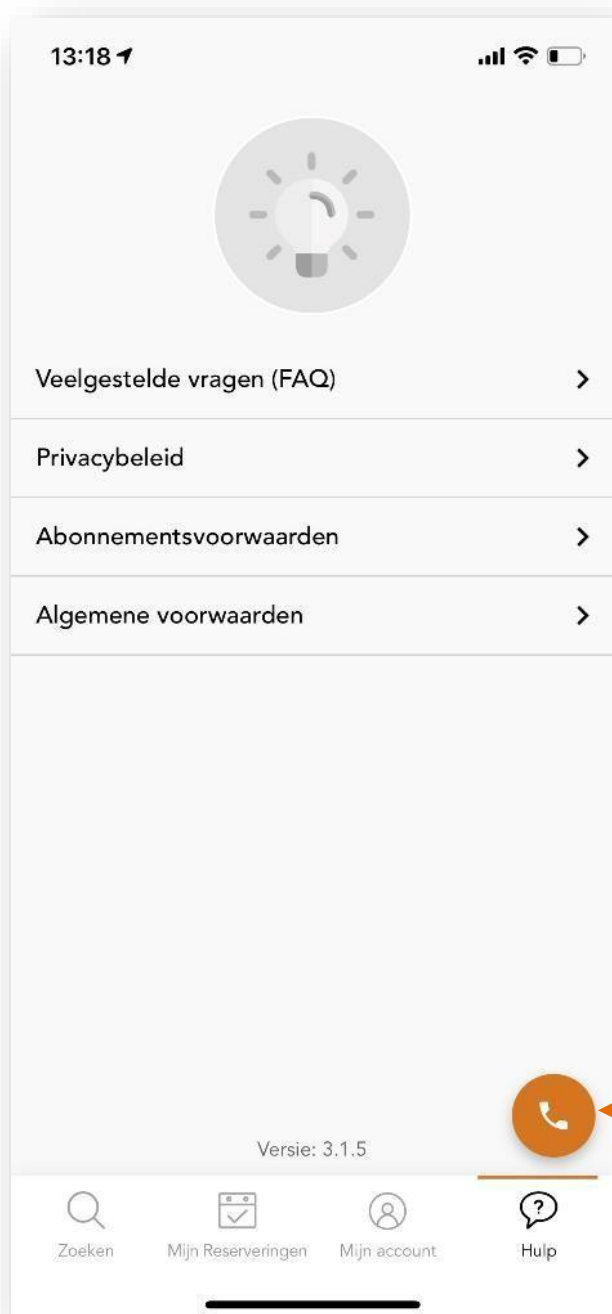 13:18
Veelgestelde vragen (FAQ)
Privacybeleid
Abonnementsvoorwaarden
Algemene voorwaarden
Versie: 3.1.5
Zoeken
Mijn Reserveringen
Mijn account
Hulp